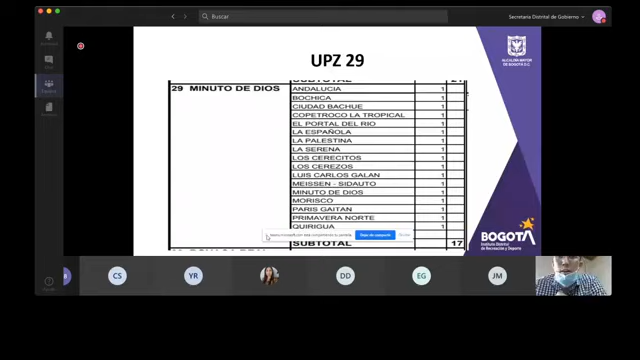 Buscar
Secretaria Distrital de Gobierno
UPZ 29
SUBTOTAL 21
29 MINUTO DE DIOS
ANDALUCIA 1
BOCHICA 1
CIUDAD BACHUE 1
COPETROCO LA TROPICAL 1
EL PORTAL DEL RIO 1
LA ESPAÑOLA 1
LA PALESTINA 1
LA SERENA 1
LOS CERECITOS 1
LOS CEREZOS 1
LUIS CARLOS GALAN 1
MEISSEN - SIDAUTO 1
MINUTO DE DIOS 1
MORISCO 1
PARIS GAITAN 1
PRIMAVERA NORTE 1
QUIRIGUA 1
SUBTOTAL 17
Dejar de compartir
Ocultar
ALCALDÍA MAYOR
DE BOGOTÁ D.C.
BOGOTÁ
Instituto Distrital
de Recreación y Deporte
CS
YR
DD
EG
JM